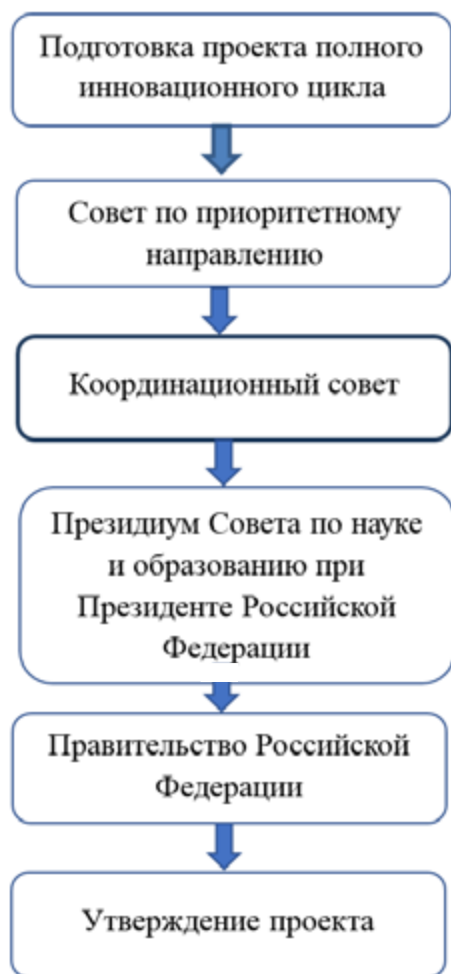 Подготовка проекта полного
инновационного цикла
Совет по приоритетному
направлению
Координационный совет
Президиум Совета по науке
и образованию при
Президенте Российской
Федерации
Правительство Российской
Федерации
Утверждение проекта